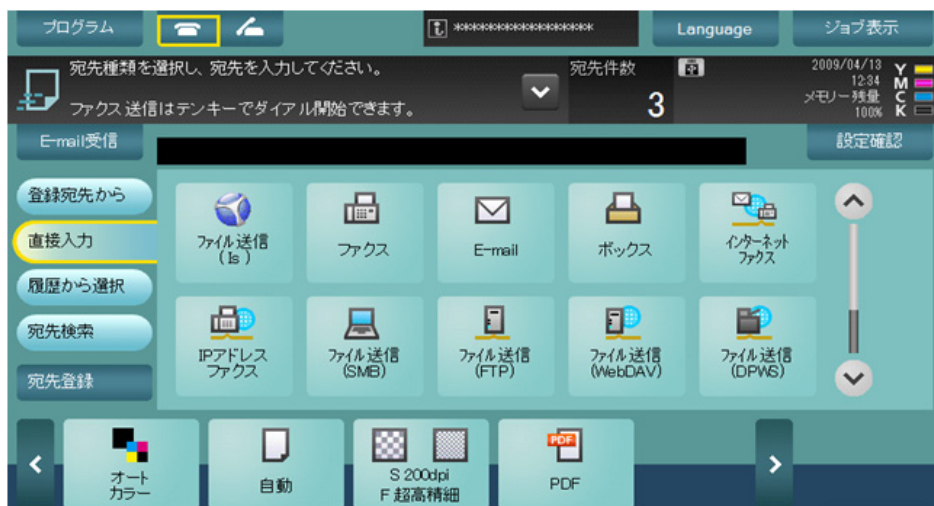 プログラム
i ********************
Language
ジョブ表示
宛先種類を選択し、宛先を入力してください。
ファクス送信はテンキーでダイアル開始できます。
宛先件数
3
2009/04/13
12:34
メモリー残量
100%
Y
M
C
K
E-mail受信
設定確認
登録宛先から
直接入力
履歴から選択
宛先検索
宛先登録
ファイル送信
(Is)
ファクス
E-mail
ボックス
インターネット
ファクス
IPアドレス
ファクス
ファイル送信
(SMB)
ファイル送信
(FTP)
ファイル送信
(WebDAV)
ファイル送信
(DPWS)
オート
カラー
自動
S 200dpi
F 超高精細
PDF
PDF